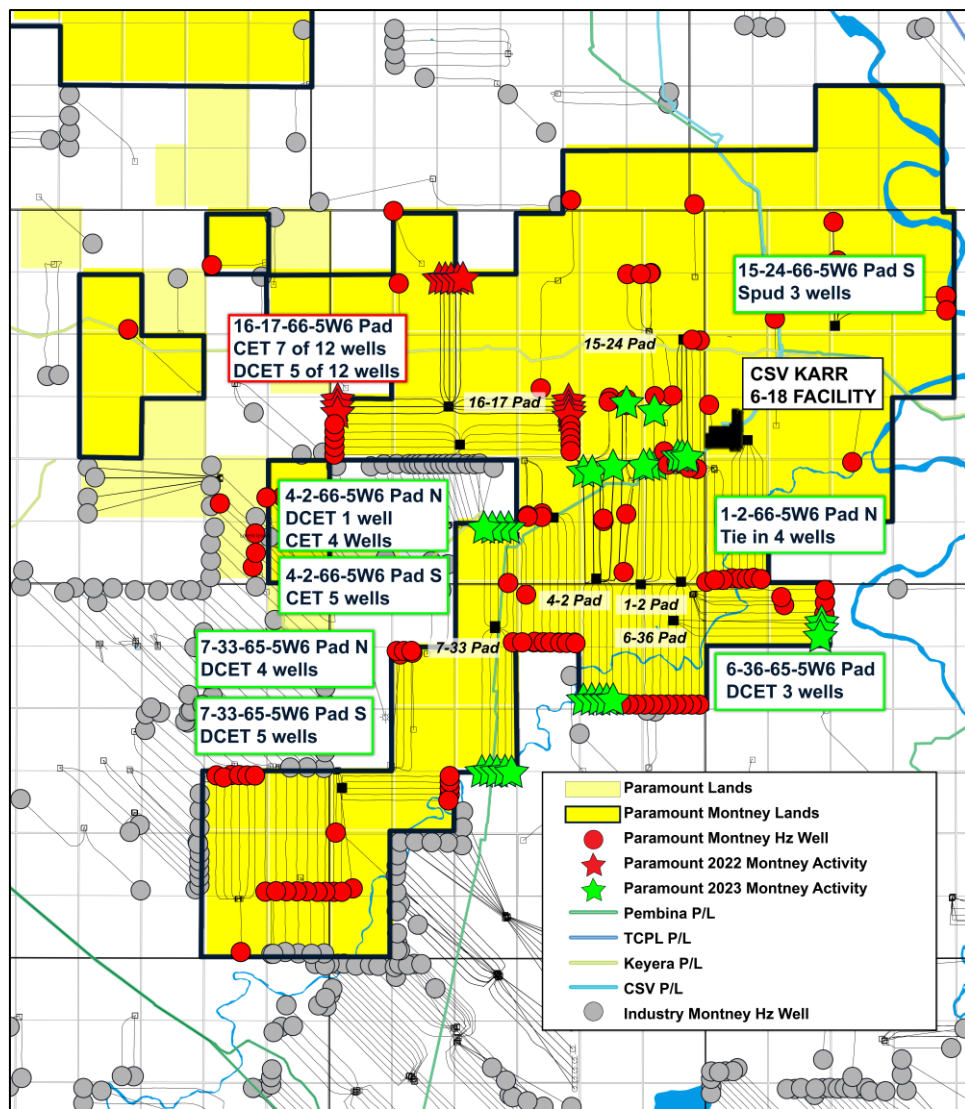 15-24-66-5W6 Pad S
Spud 3 wells
16-17-66-5W6 Pad
CET 7 of 12 wells
DCET 5 of 12 wells
15-24 Pad
CSV KARR
6-18 FACILITY
16-17 Pad
4-2-66-5W6 Pad N
DCET 1 well
CET 4 Wells
1-2-66-5W6 Pad N
Tie in 4 wells
4-2-66-5W6 Pad S
CET 5 wells
4-2 Pad
1-2 Pad
6-36 Pad
7-33 Pad
7-33-65-5W6 Pad N
DCET 4 wells
6-36-65-5W6 Pad
DCET 3 wells
7-33-65-5W6 Pad S
DCET 5 wells
Paramount Lands
Paramount Montney Lands
Paramount Montney Hz Well
Paramount 2022 Montney Activity
Paramount 2023 Montney Activity
Pembina P/L
TCPL P/L
Keyera P/L
CSV P/L
Industry Montney Hz Well